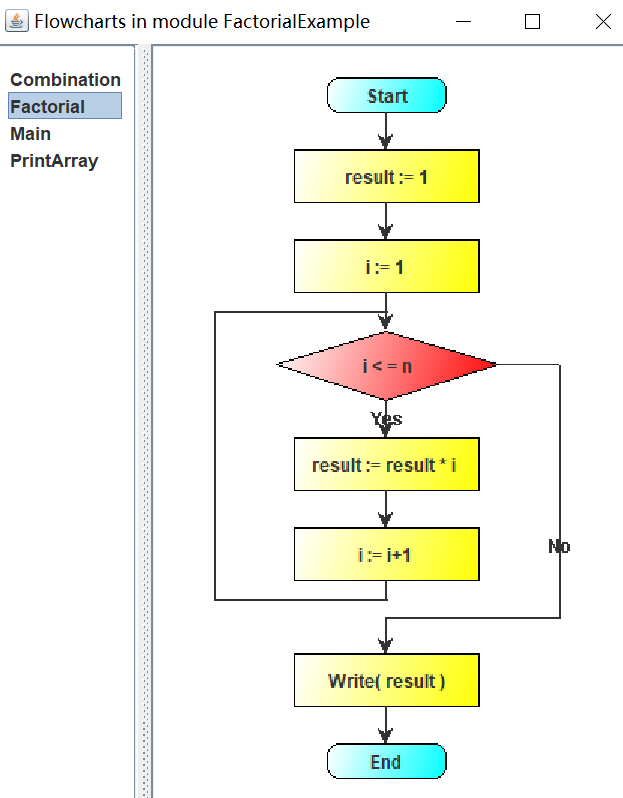 Flowcharts in module FactorialExample
Combination
Factorial
Main
PrintArray
Start
result := 1
i := 1
i < = n
Yes
result := result * i
i := i+1
No
Write( result )
End